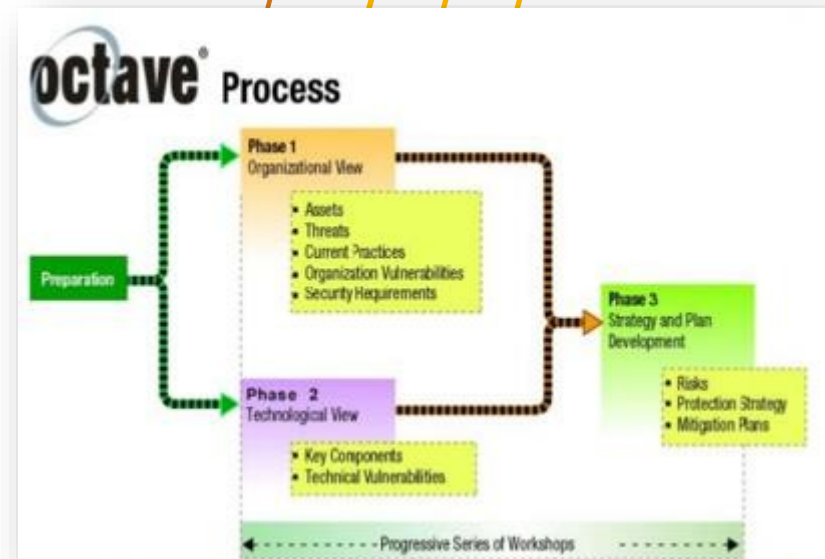 octave® Process
Phase 1
Organizational View
• Assets
• Threats
• Current Practices
• Organization Vulnerabilities
• Security Requirements
Preparation
Phase 3
Strategy and Plan
Development
• Risks
• Protection Strategy
• Mitigation Plans
Phase 2
Technological View
• Key Components
• Technical Vulnerabilities
Progressive Series of Workshops